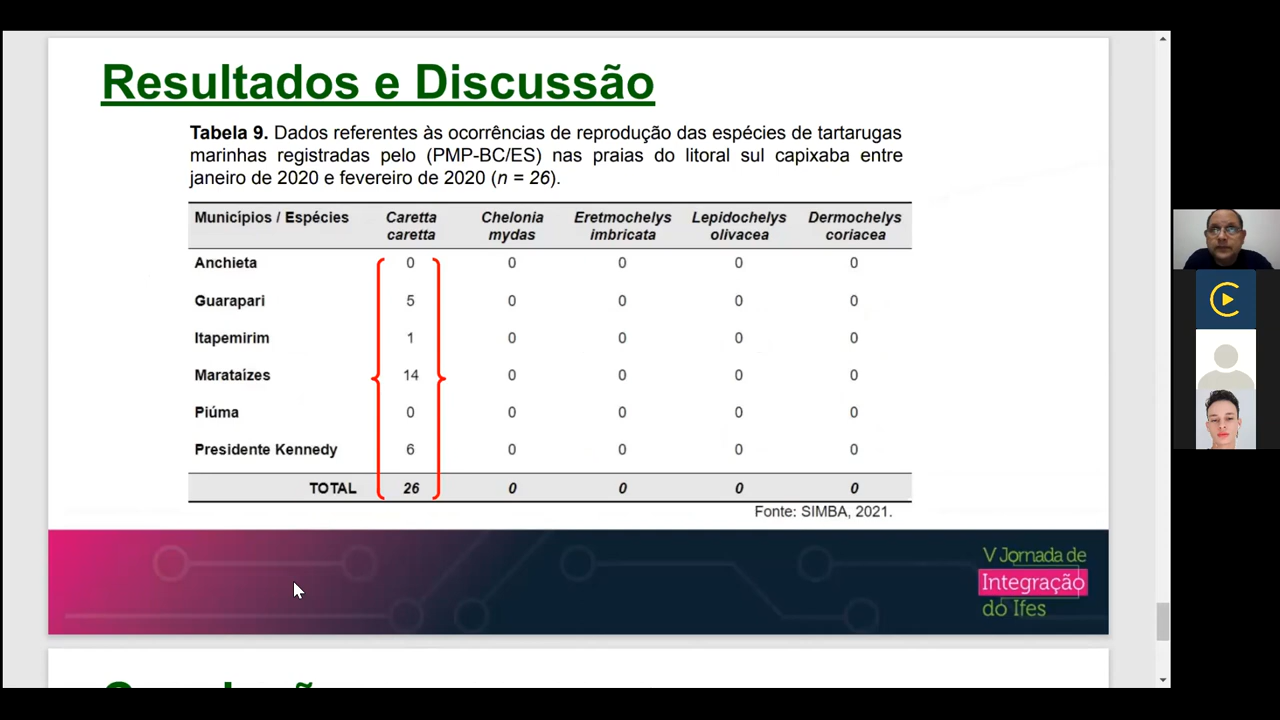 Resultados e Discussão
Tabela 9. Dados referentes às ocorrências de reprodução das espécies de tartarugas
marinhas registradas pelo (PMP-BC/ES) nas praias do litoral sul capixaba entre
janeiro de 2020 e fevereiro de 2020 (n = 26).
Municípios / Espécies Caretta caretta Chelonia mydas Eretmochelys imbricata Lepidochelys olivacea Dermochelys coriacea
Anchieta 0 0 0 0 0
Guarapari 5 0 0 0 0
Itapemirim 1 0 0 0 0
Marataízes 14 0 0 0 0
Piúma 0 0 0 0 0
Presidente Kennedy 6 0 0 0 0
TOTAL 26 0 0 0 0
Fonte: SIMBA, 2021.
V Jornada de
Integração
do Ifes